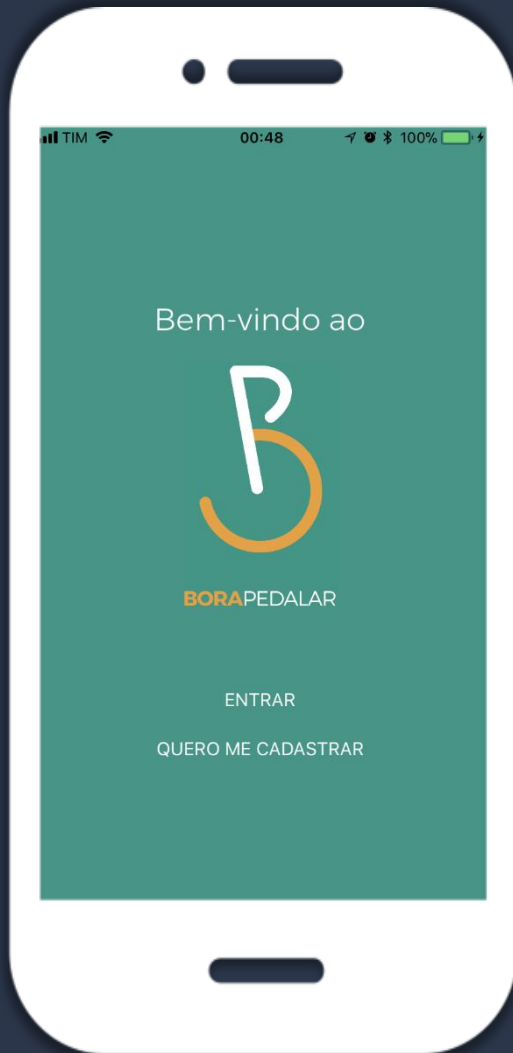 TIM 00:48 100%
Bem-vindo ao
BORAPEDALAR
ENTRAR
QUERO ME CADASTRAR